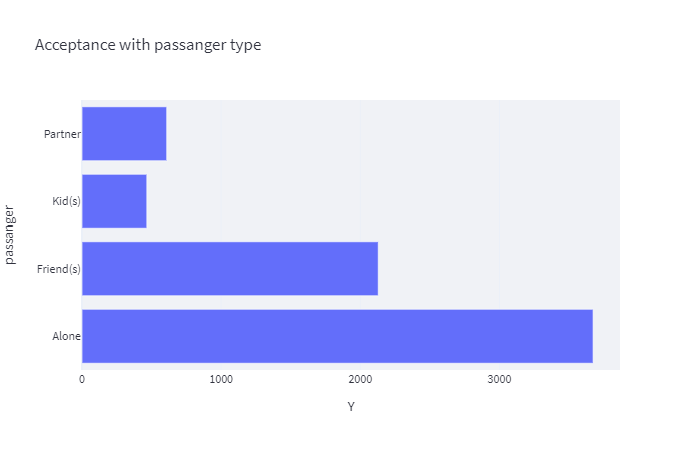 Acceptance with passanger type
passanger
Partner
Kid(s)
Friend(s)
Alone
0 1000 2000 3000
Y